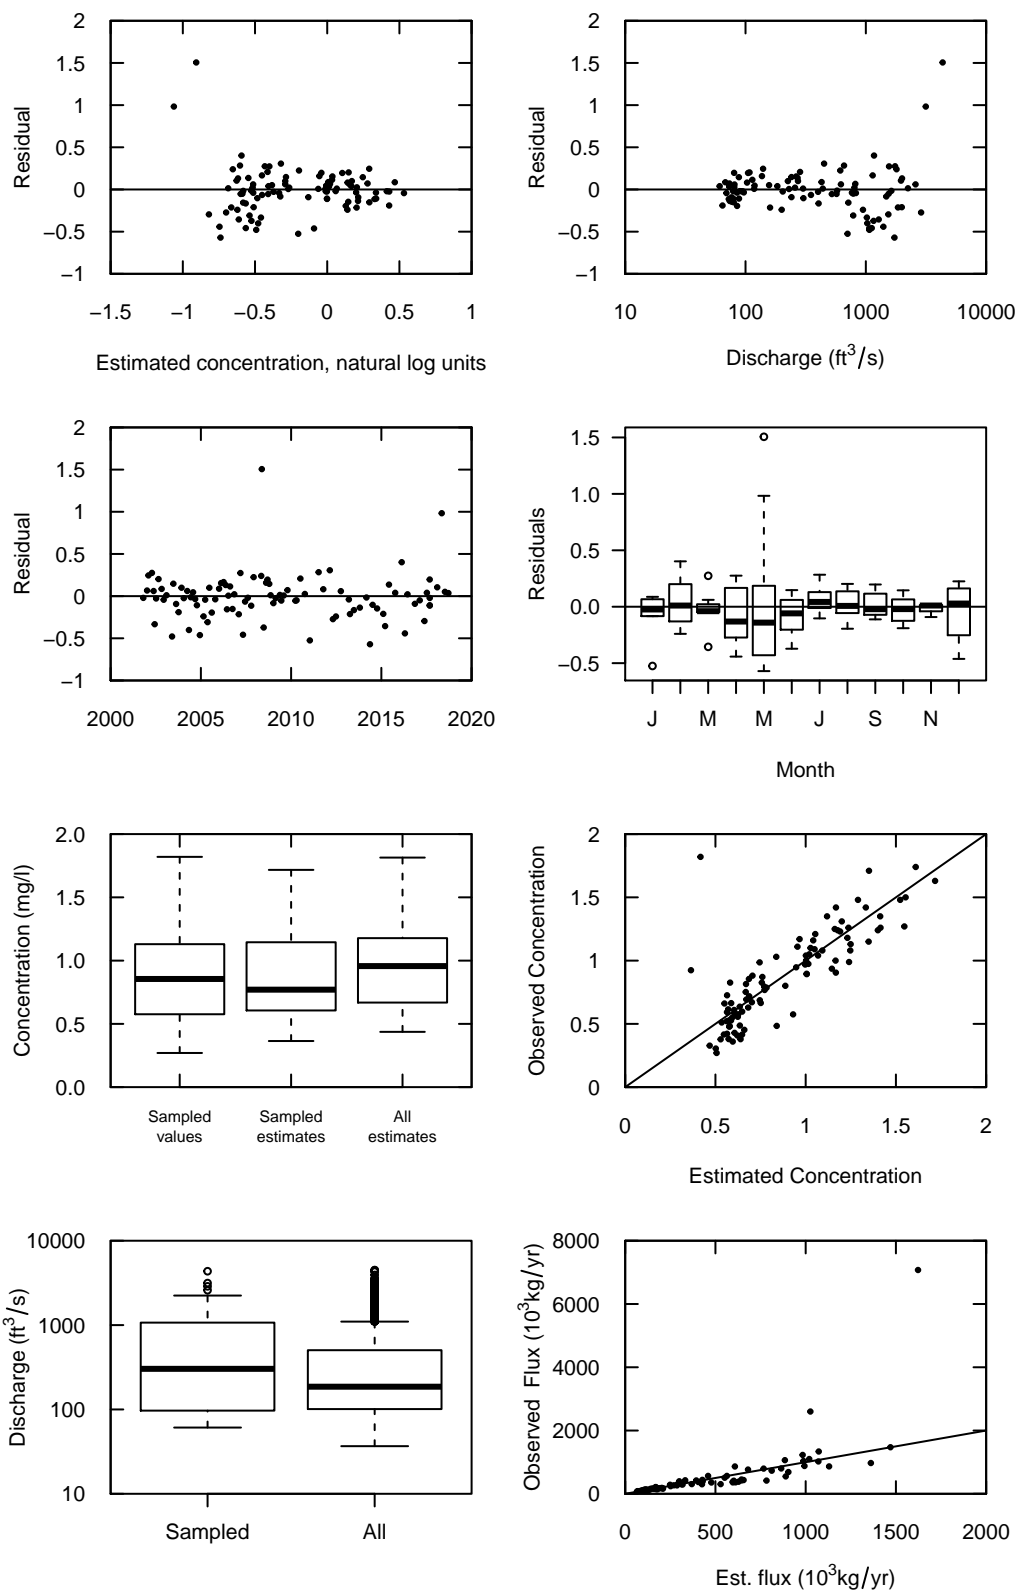 2
1.5
1
0.5
0
−0.5
−1
Residual
−1.5 −1 −0.5 0 0.5 1
Estimated concentration, natural log units
2
1.5
1
0.5
0
−0.5
−1
Residual
10 100 1000 10000
Discharge (ft³/s)
2
1.5
1
0.5
0
−0.5
−1
Residual
2000 2005 2010 2015 2020
1.5
1.0
0.5
0.0
−0.5
Residuals
J M M J S N
Month
2.0
1.5
1.0
0.5
0.0
Concentration (mg/l)
Sampled Sampled All
values estimates estimates
2
1.5
1
0.5
0
Observed Concentration
0 0.5 1 1.5 2
Estimated Concentration
10000
1000
100
10
Discharge (ft³/s)
Sampled All
8000
6000
4000
2000
0
Observed Flux (10³kg/yr)
0 500 1000 1500 2000
Est. flux (10³kg/yr)